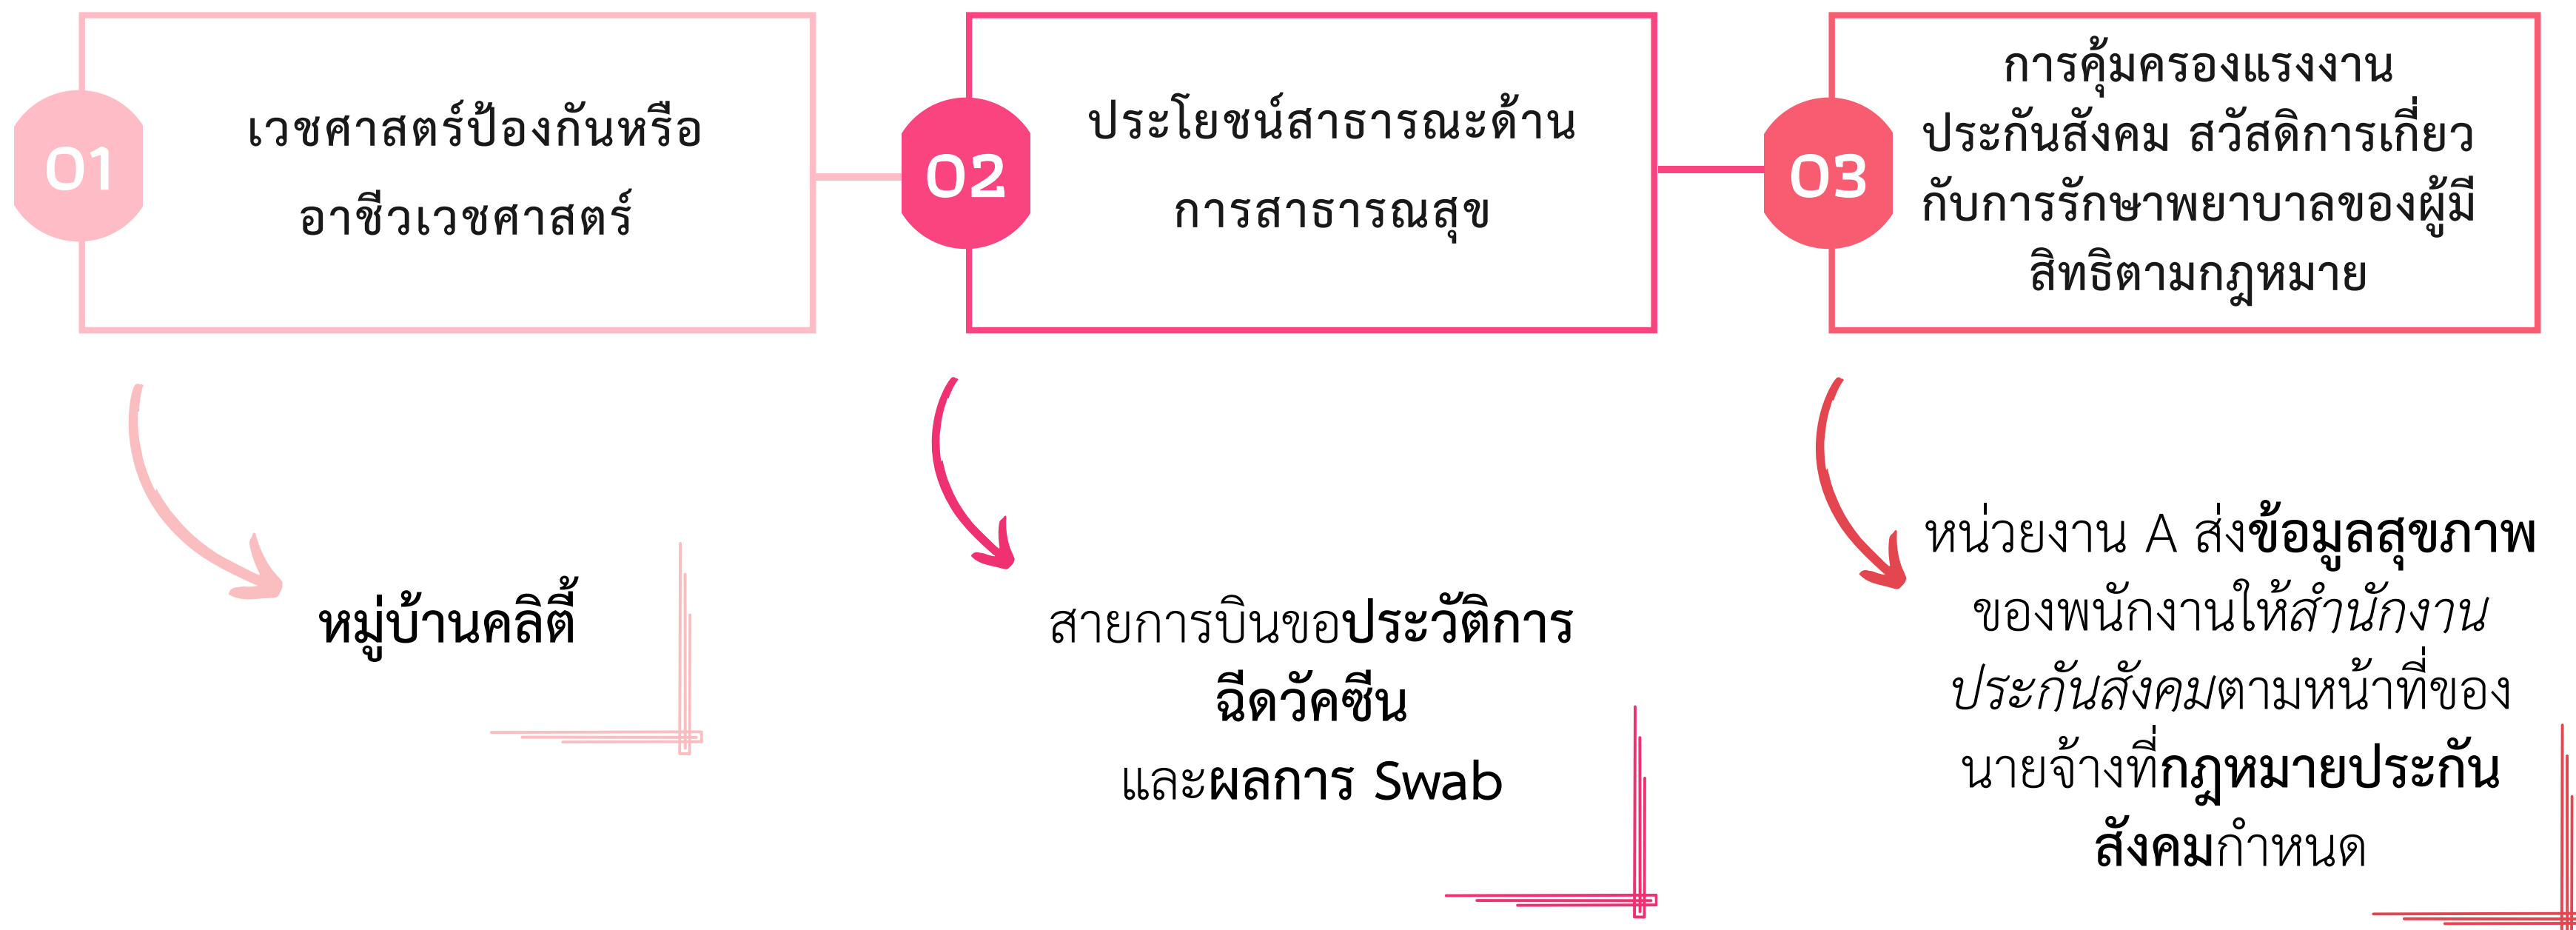 01
เวชศาสตร์ป้องกันหรือ
อาชีวเวชศาสตร์
02
ประโยชน์สาธารณะด้าน
การสาธารณสุข
03
การคุ้มครองแรงงาน
ประกันสังคม สวัสดิการเกี่ยว
กับการรักษาพยาบาลของผู้มี
สิทธิตามกฎหมาย
หมู่บ้านคลิตี้
สายการบินขอประวัติการ
ฉีดวัคซีน
และผลการ Swab
หน่วยงาน A ส่งข้อมูลสุขภาพ
ของพนักงานให้สำนักงาน
ประกันสังคมตามหน้าที่ของ
นายจ้างที่กฎหมายประกัน
สังคมกำหนด